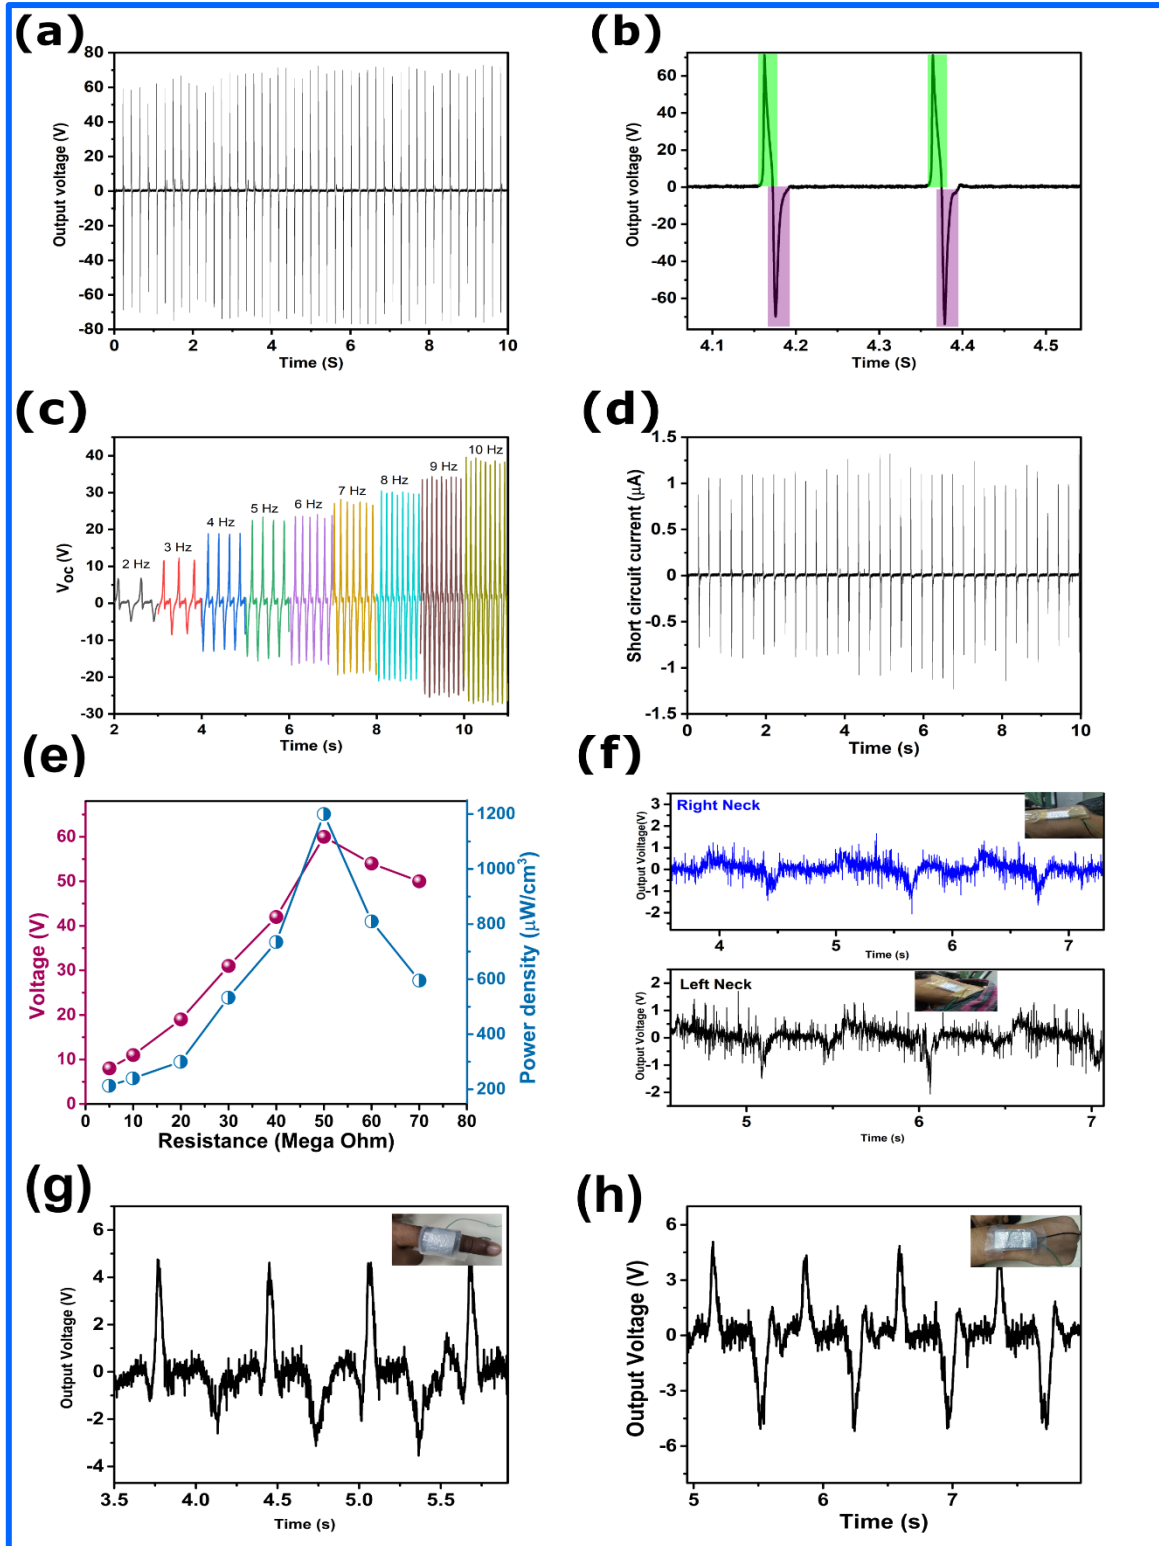 (a)
80
60
40
20
0
-20
-40
-60
-80
Output voltage (V)
0 2 4 6 8 10
Time (S)
(b)
60
40
20
0
-20
-40
-60
Output voltage (V)
4.1 4.2 4.3 4.4 4.5
Time (S)
(c)
40
30
20
10
0
-10
-20
-30
V_OC (V)
2 Hz
3 Hz
4 Hz
5 Hz
6 Hz
7 Hz
8 Hz
9 Hz
10 Hz
2 4 6 8 10
Time (s)
(d)
1.5
1
0.5
0
-0.5
-1
-1.5
Short circuit current (μA)
0 2 4 6 8 10
Time (s)
(e)
60
50
40
30
20
10
0
Voltage (V)
1200
1000
800
600
400
200
Power density (μW/cm³)
0 10 20 30 40 50 60 70 80
Resistance (Mega Ohm)
(f)
Right Neck
3
2
1
0
-1
-2
Output Voiltage(V)
4 5 6 7
Time (s)
Left Neck
2
1
0
-1
-2
Output Voltage (V)
5 6 7
Time (s)
(g)
6
4
2
0
-2
-4
Output Voltage (V)
3.5 4.0 4.5 5.0 5.5
Time (s)
(h)
6
3
0
-3
-6
Output Voltage (V)
5 6 7
Time (s)